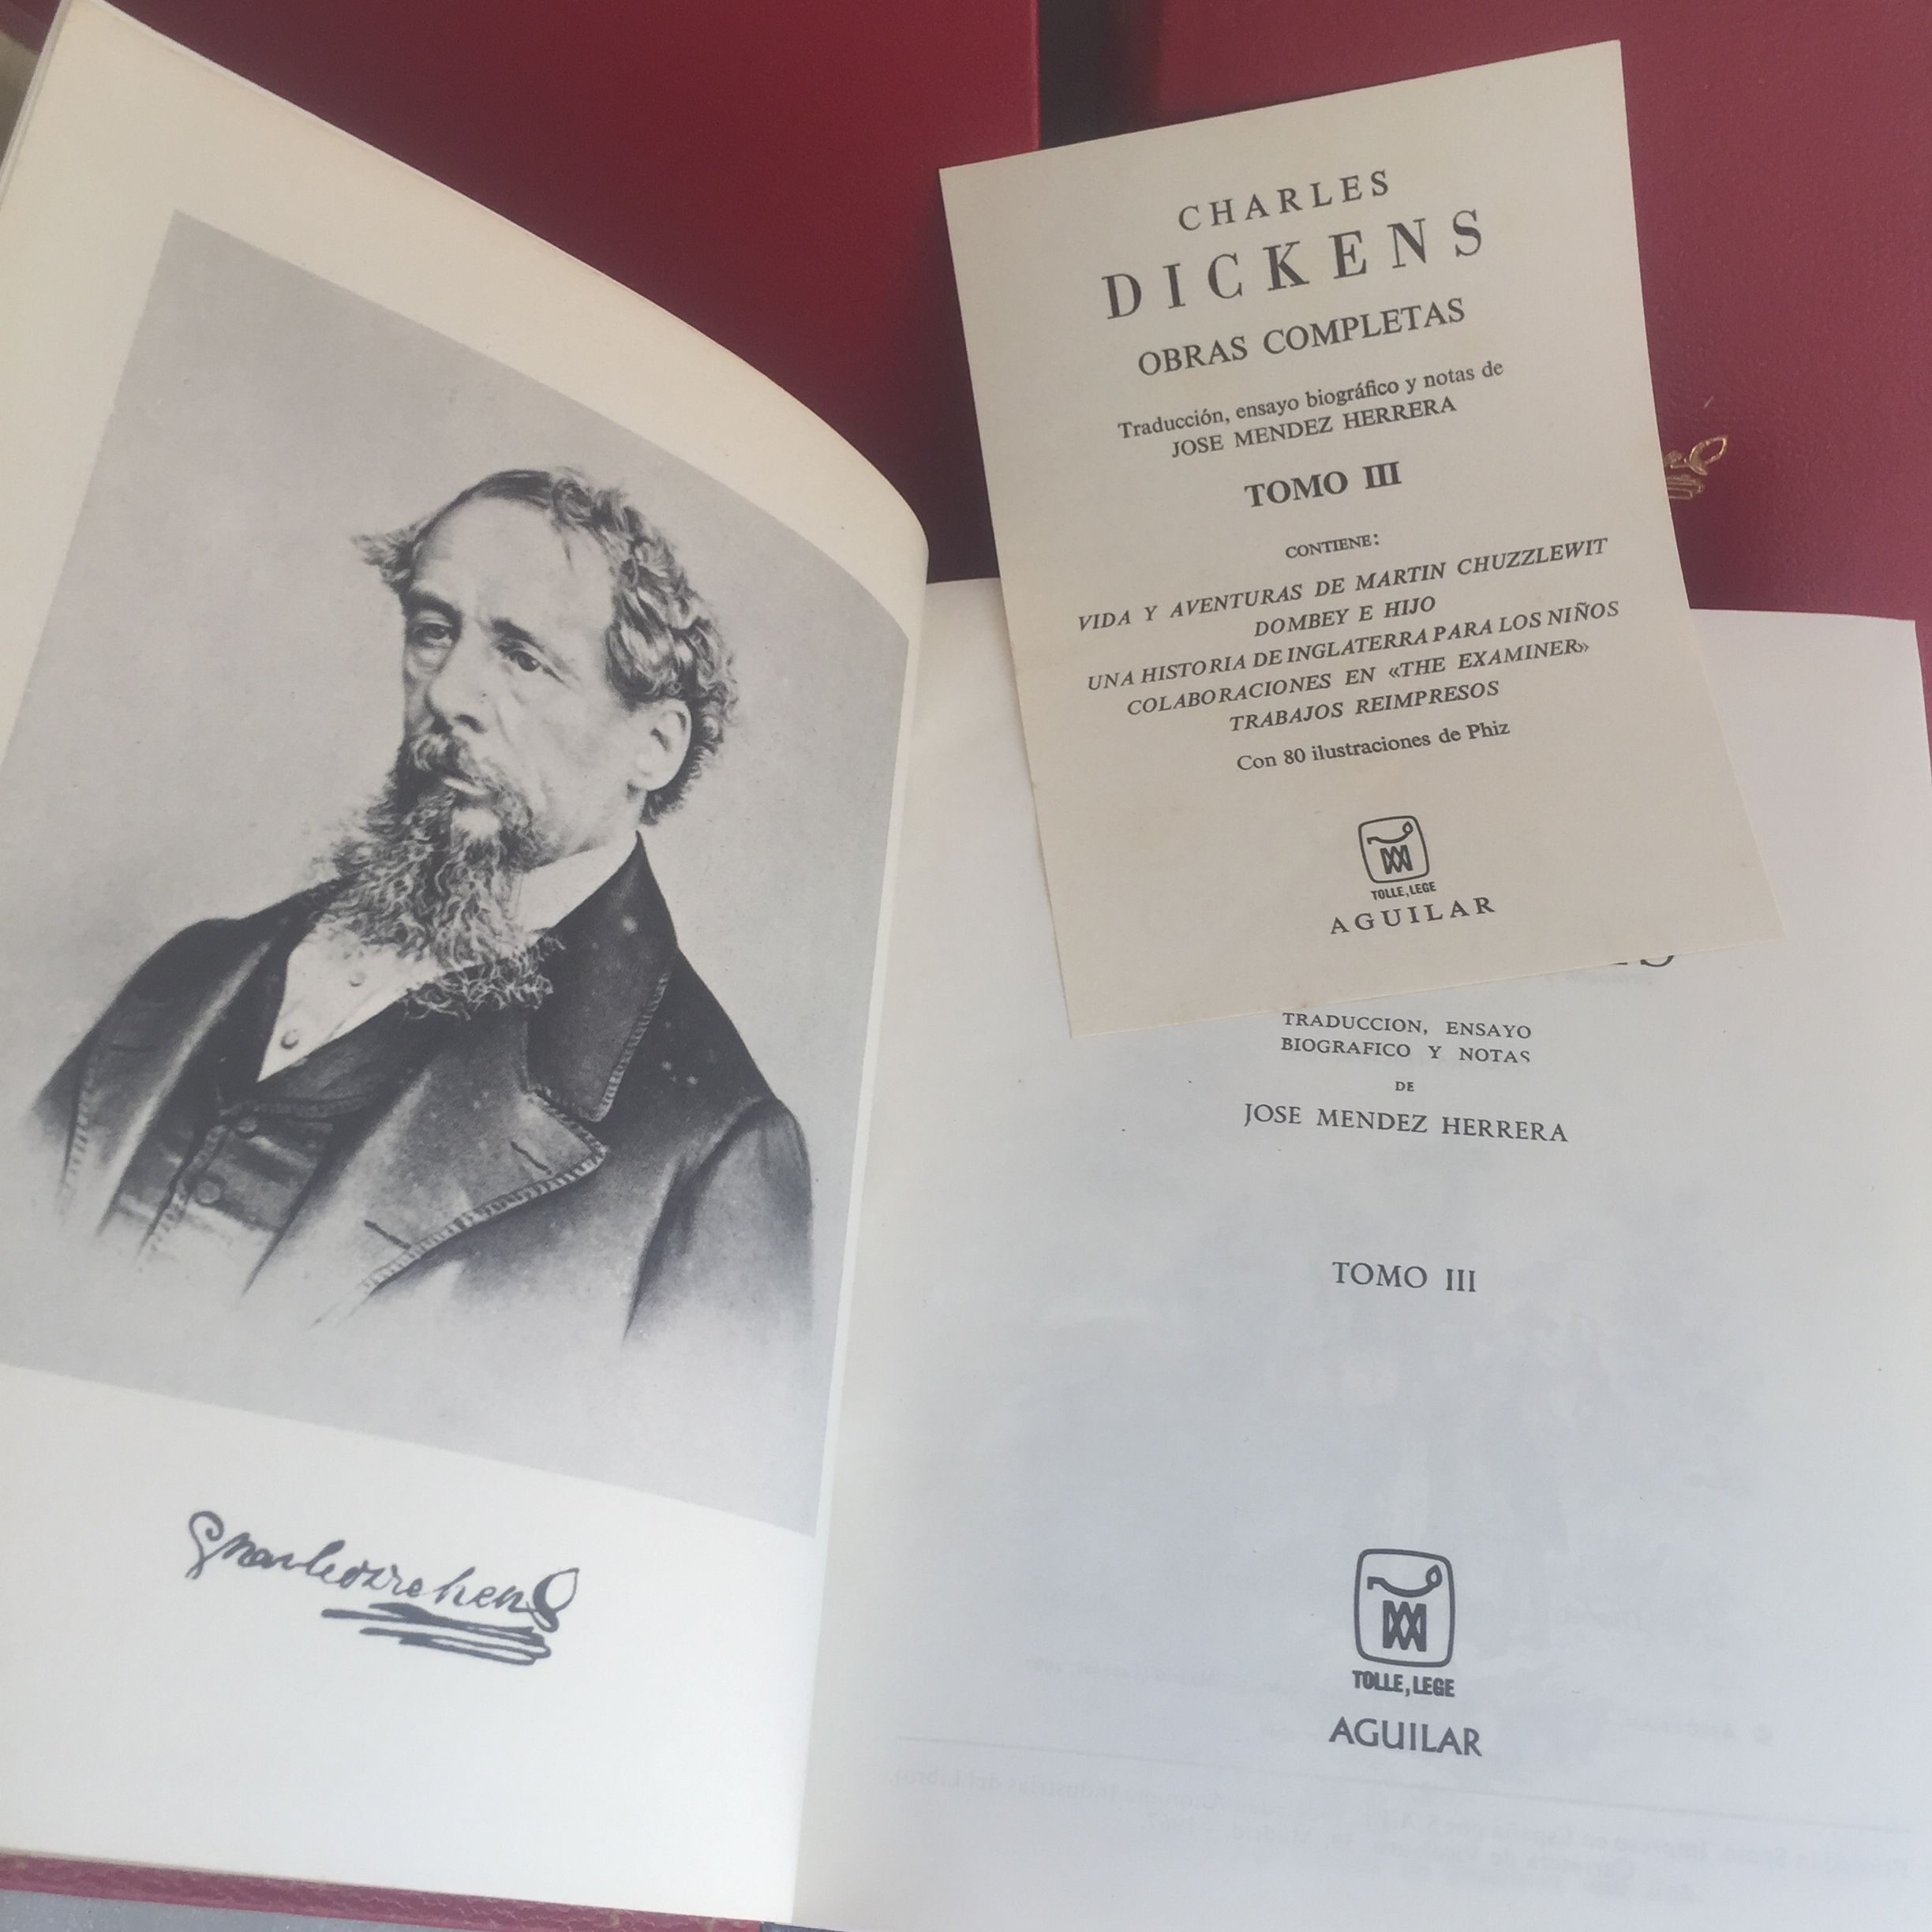 CHARLES
DICKENS
OBRAS COMPLETAS
Traducción, ensayo biográfico y notas de
JOSE MENDEZ HERRERA
TOMO III
CONTIENE:
VIDA Y AVENTURAS DE MARTIN CHUZZLEWIT
DOMBEY E HIJO
UNA HISTORIA DE INGLATERRA PARA LOS NIÑOS
COLABORACIONES EN «THE EXAMINER»
TRABAJOS REIMPRESOS
Con 80 ilustraciones de Phiz
TOLLE, LEGE
AGUILAR
TRADUCCION, ENSAYO
BIOGRAFICO Y NOTAS
DE
JOSE MENDEZ HERRERA
TOMO III
TOLLE, LEGE
AGUILAR
Charles Dickens